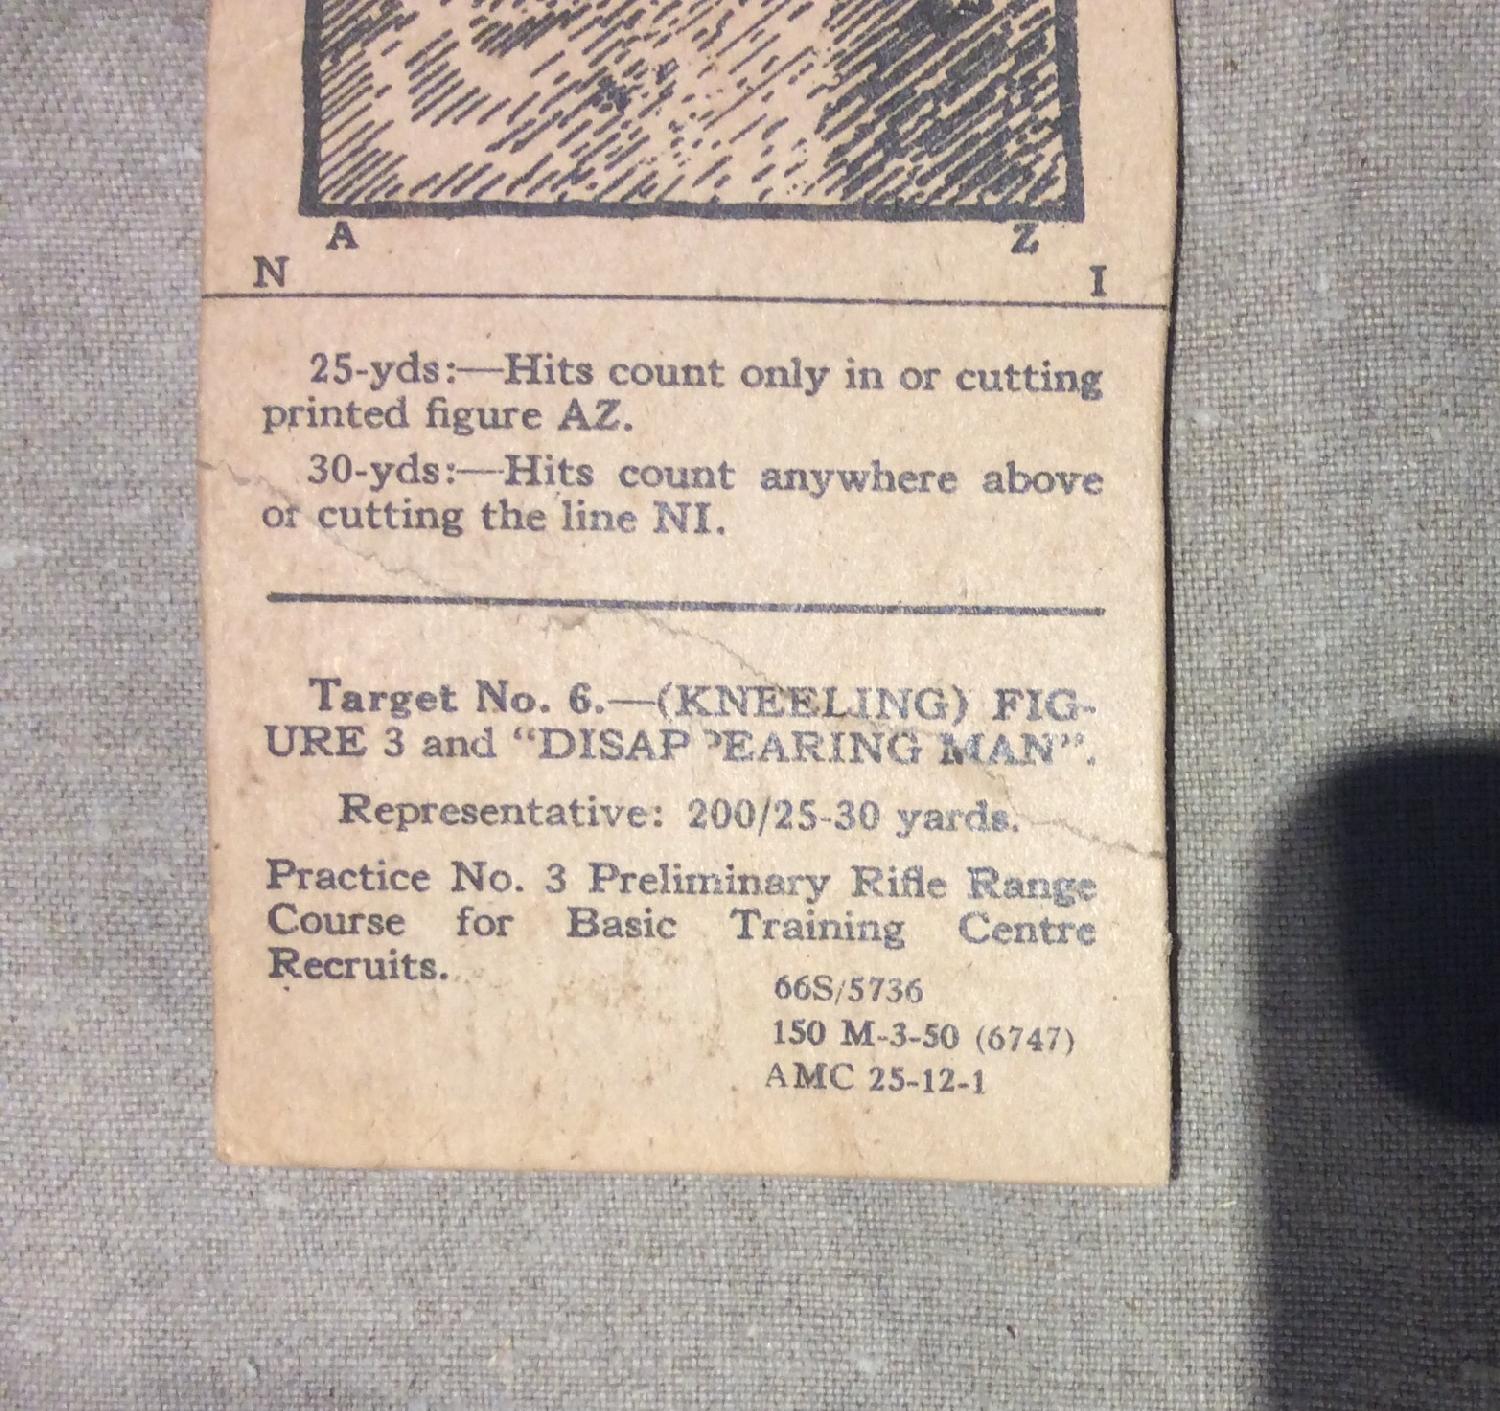 A Z
N I
25-yds:—Hits count only in or cutting
printed figure AZ.
30-yds:—Hits count anywhere above
or cutting the line NI.
Target No. 6.—(KNEELING) FIG-
URE 3 and “DISAPPEARING MAN”.
Representative: 200/25-30 yards.
Practice No. 3 Preliminary Rifle Range
Course for Basic Training Centre
Recruits.
66S/5736
150 M-3-50 (6747)
AMC 25-12-1